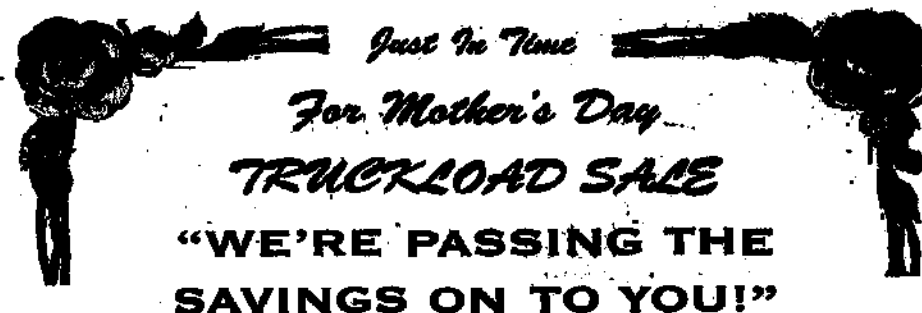 Just In Time
For Mother's Day
TRUCKLOAD SALE
“WE'RE PASSING THE
SAVINGS ON TO YOU!”